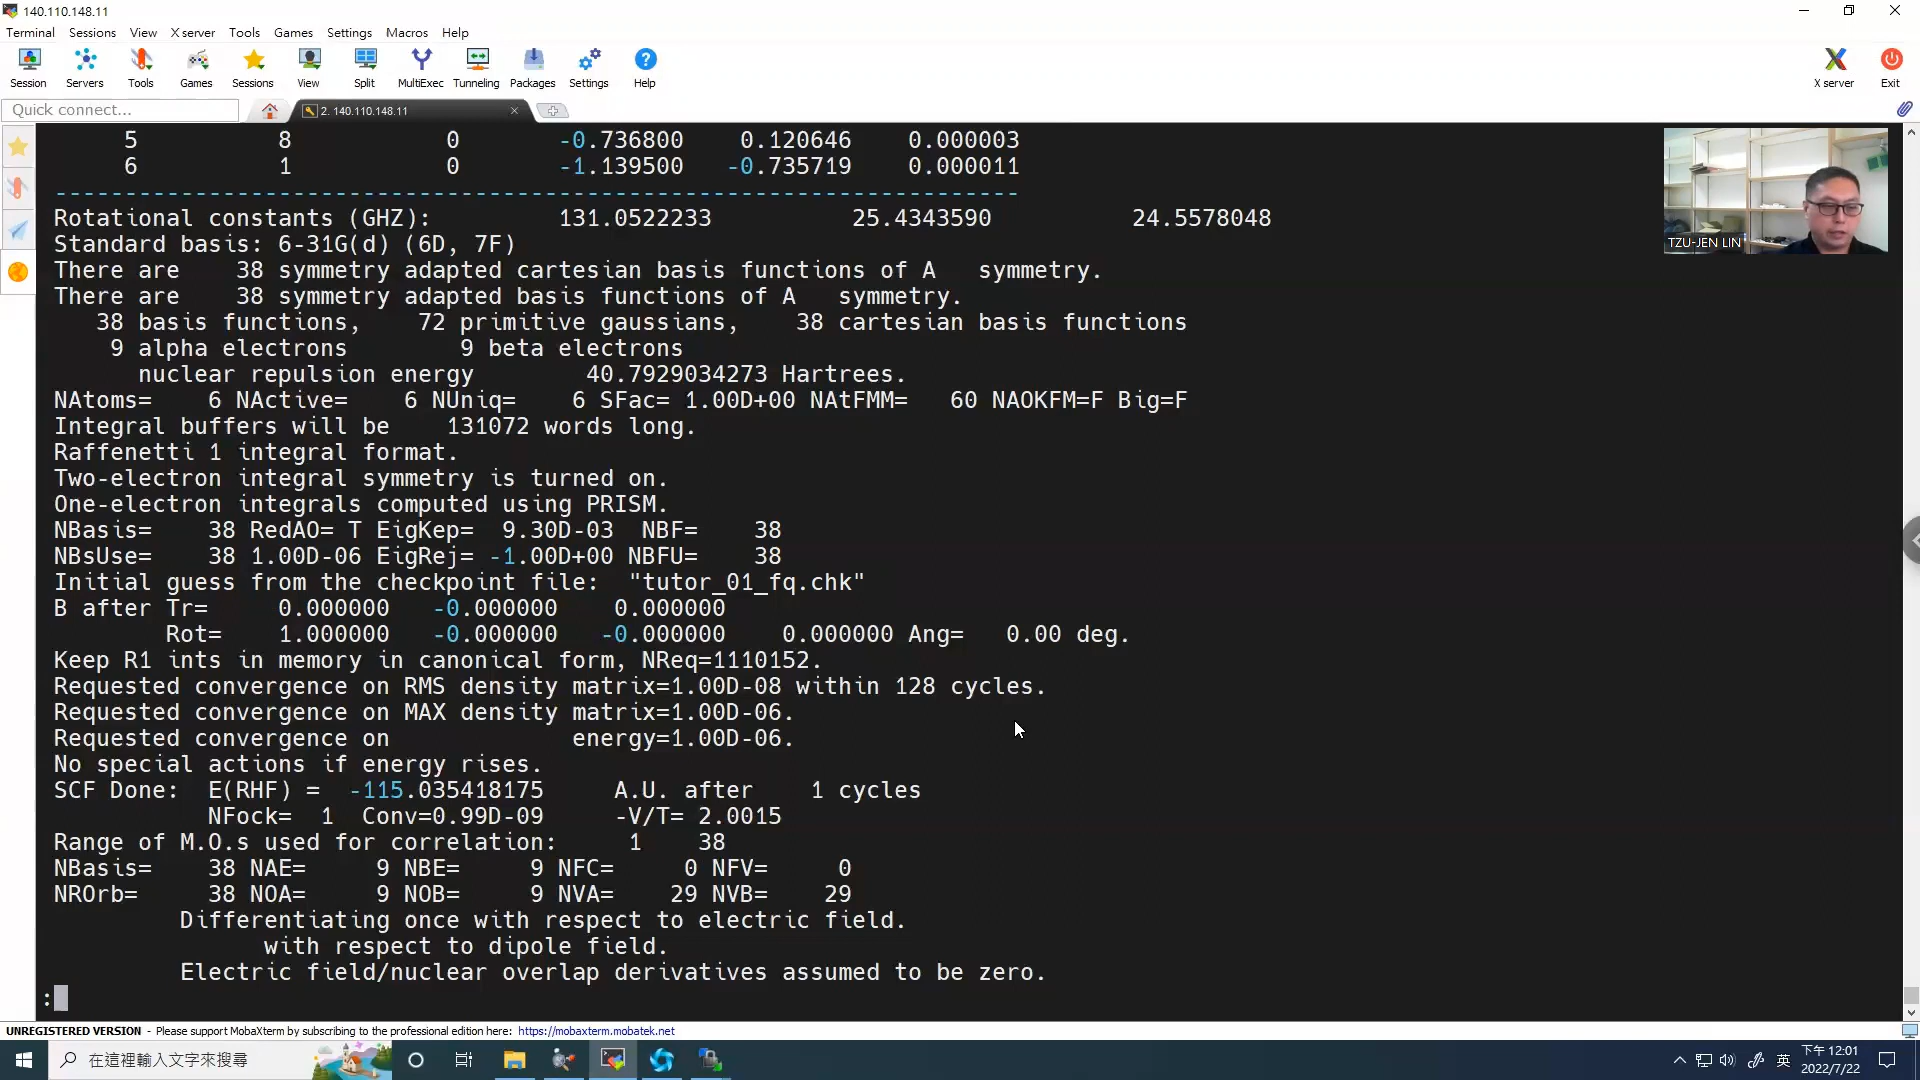 140.110.148.11
Terminal Sessions View X server Tools Games Settings Macros Help
Session Servers Tools Games Sessions View Split MultiExec Tunneling Packages Settings Help X server Exit
Quick connect... 2. 140.110.148.11
5 8 0 -0.736800 0.120646 0.000003
6 1 0 -1.139500 -0.735719 0.000011
---------------------------------------------------------------------
Rotational constants (GHZ): 131.0522233 25.4343590 24.5578048
Standard basis: 6-31G(d) (6D, 7F)
There are 38 symmetry adapted cartesian basis functions of A symmetry.
There are 38 symmetry adapted basis functions of A symmetry.
38 basis functions, 72 primitive gaussians, 38 cartesian basis functions
9 alpha electrons 9 beta electrons
nuclear repulsion energy 40.7929034273 Hartrees.
NAtoms= 6 NActive= 6 NUniq= 6 SFac= 1.00D+00 NAtFMM= 60 NAOKFM=F Big=F
Integral buffers will be 131072 words long.
Raffenetti 1 integral format.
Two-electron integral symmetry is turned on.
One-electron integrals computed using PRISM.
NBasis= 38 RedAO= T EigKep= 9.30D-03 NBF= 38
NBsUse= 38 1.00D-06 EigRej= -1.00D+00 NBFU= 38
Initial guess from the checkpoint file: "tutor_01_fq.chk"
B after Tr= 0.000000 -0.000000 0.000000
Rot= 1.000000 -0.000000 -0.000000 0.000000 Ang= 0.00 deg.
Keep R1 ints in memory in canonical form, NReq=1110152.
Requested convergence on RMS density matrix=1.00D-08 within 128 cycles.
Requested convergence on MAX density matrix=1.00D-06.
Requested convergence on energy=1.00D-06.
No special actions if energy rises.
SCF Done: E(RHF) = -115.035418175 A.U. after 1 cycles
NFock= 1 Conv=0.99D-09 -V/T= 2.0015
Range of M.O.s used for correlation: 1 38
NBasis= 38 NAE= 9 NBE= 9 NFC= 0 NFV= 0
NROrb= 38 NOA= 9 NOB= 9 NVA= 29 NVB= 29
Differentiating once with respect to electric field.
with respect to dipole field.
Electric field/nuclear overlap derivatives assumed to be zero.
:
TZU-JEN LIN
UNREGISTERED VERSION - Please support MobaXterm by subscribing to the professional edition here: https://mobaxterm.mobatek.net
在這裡輸入文字來搜尋
英
下午 12:01
2022/7/22